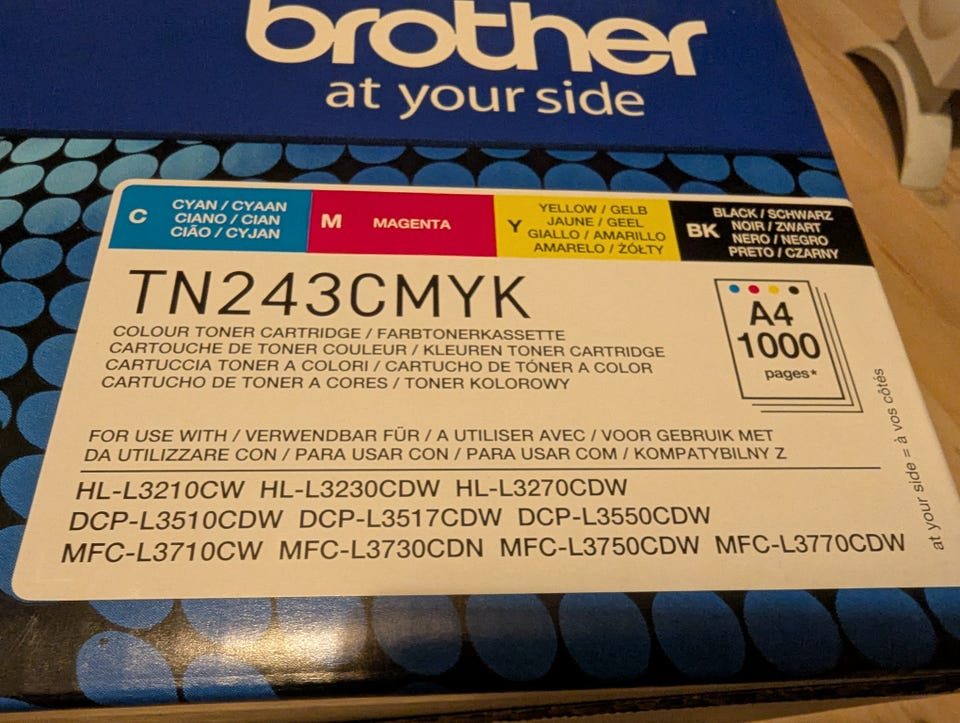 brother
at your side
C
CYAN / CYAAN
CIANO / CIAN
CIÃO / CYJAN
M
MAGENTA
Y
YELLOW / GELB
JAUNE / GEEL
GIALLO / AMARILLO
AMARELO / ŻÓŁTY
BK
BLACK / SCHWARZ
NOIR / ZWART
NERO / NEGRO
PRETO / CZARNY
TN243CMYK
COLOUR TONER CARTRIDGE / FARBTONERKASSETTE
CARTOUCHE DE TONER COULEUR / KLEUREN TONER CARTRIDGE
CARTUCCIA TONER A COLORI / CARTUCHO DE TÓNER A COLOR
CARTUCHO DE TONER A CORES / TONER KOLOROWY
A4
1000
pages*
FOR USE WITH / VERWENDBAR FÜR / A UTILISER AVEC / VOOR GEBRUIK MET
DA UTILIZZARE CON / PARA USAR CON / PARA USAR COM / KOMPATYBILNY Z
HL-L3210CW HL-L3230CDW HL-L3270CDW
DCP-L3510CDW DCP-L3517CDW DCP-L3550CDW
MFC-L3710CW MFC-L3730CDN MFC-L3750CDW MFC-L3770CDW
at your side = à vos côtés